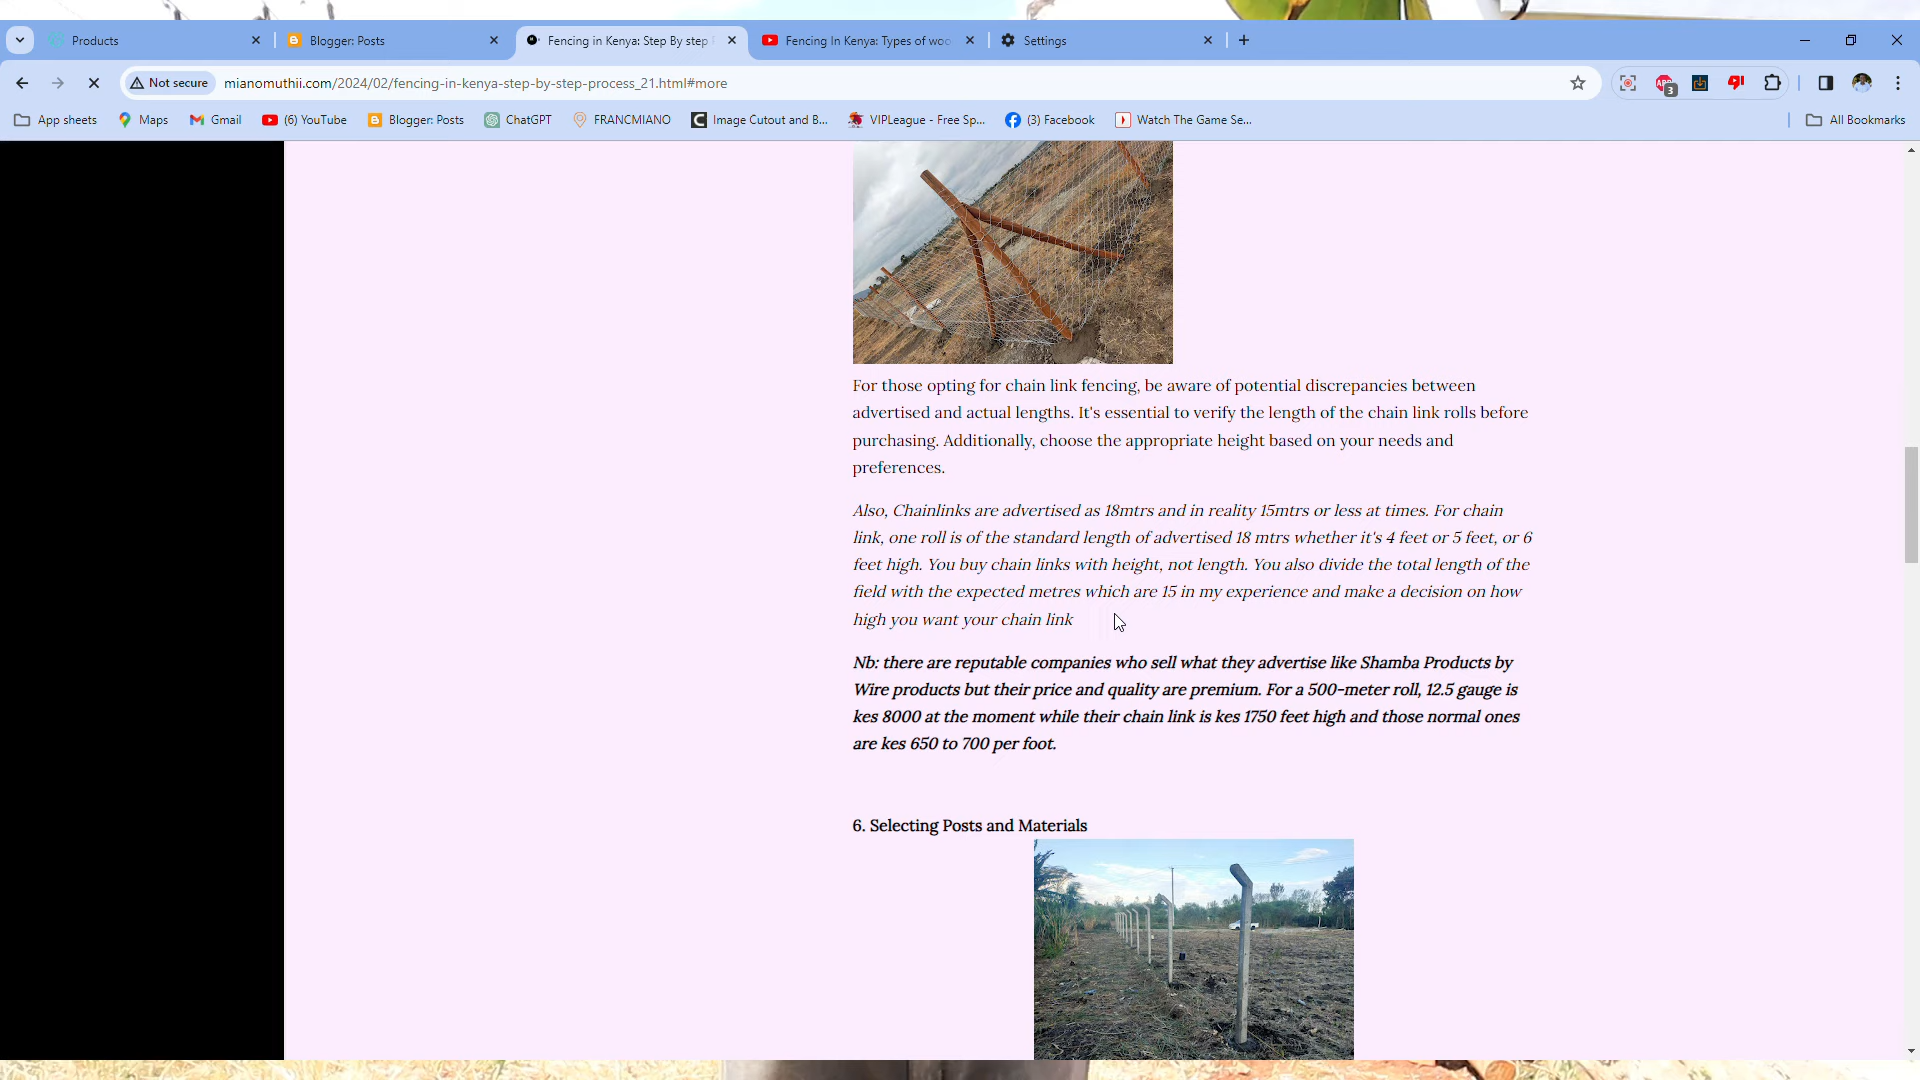 Products
Blogger: Posts
Fencing in Kenya: Step By step
Fencing In Kenya: Types of woo
Settings
Not secure
mianomuthii.com/2024/02/fencing-in-kenya-step-by-step-process_21.html#more
3
App sheets
Maps
Gmail
(6) YouTube
Blogger: Posts
ChatGPT
FRANCMIANO
Image Cutout and B...
VIPLeague - Free Sp...
(3) Facebook
Watch The Game Se...
All Bookmarks
For those opting for chain link fencing, be aware of potential discrepancies between
advertised and actual lengths. It's essential to verify the length of the chain link rolls before
purchasing. Additionally, choose the appropriate height based on your needs and
preferences.
Also, Chainlinks are advertised as 18mtrs and in reality 15mtrs or less at times. For chain
link, one roll is of the standard length of advertised 18 mtrs whether it's 4 feet or 5 feet, or 6
feet high. You buy chain links with height, not length. You also divide the total length of the
field with the expected metres which are 15 in my experience and make a decision on how
high you want your chain link
Nb: there are reputable companies who sell what they advertise like Shamba Products by
Wire products but their price and quality are premium. For a 500-meter roll, 12.5 gauge is
kes 8000 at the moment while their chain link is kes 1750 feet high and those normal ones
are kes 650 to 700 per foot.
6. Selecting Posts and Materials